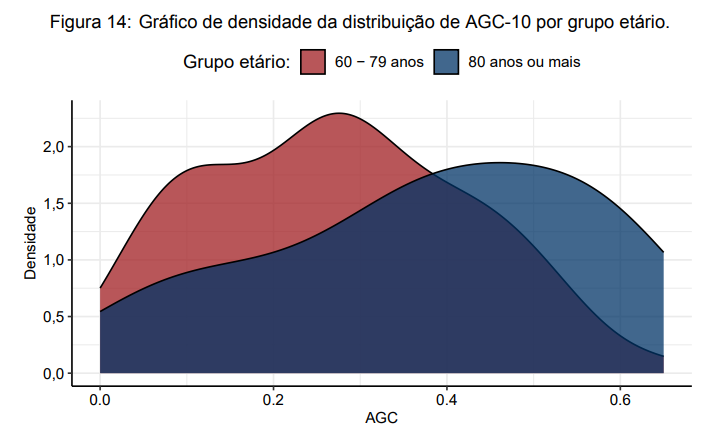 Figura 14: Gráfico de densidade da distribuição de AGC-10 por grupo etário.
Grupo etário: 60 − 79 anos 80 anos ou mais
2,0
1,5
1,0
0,5
0,0
Densidade
0.0 0.2 0.4 0.6
AGC